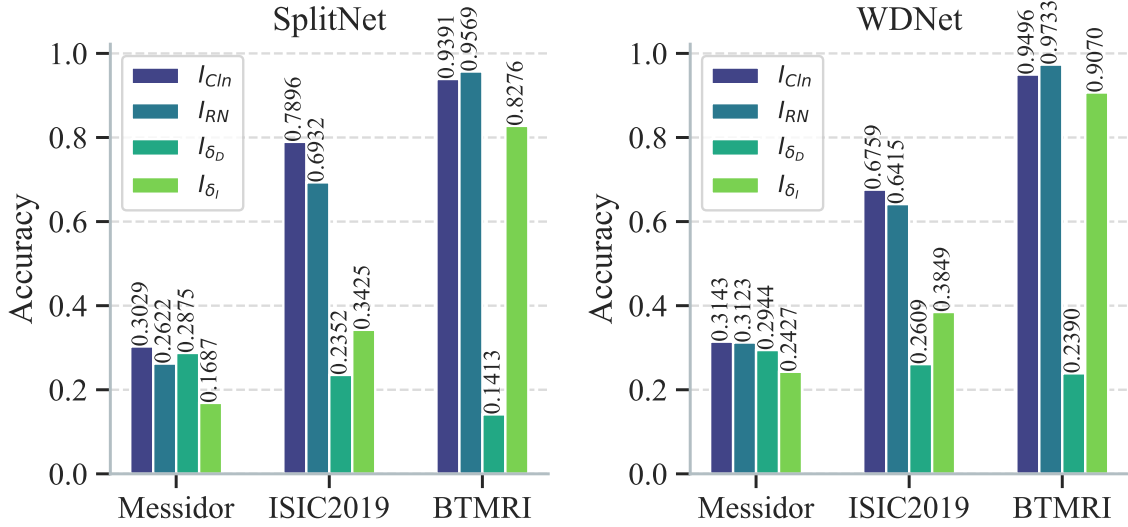 SplitNet
Accuracy
1.0
0.8
0.6
0.4
0.2
0.0
I_Cln
I_RN
I_δ_D
I_δ_I
0.3029
0.2622
0.2875
0.1687
0.7896
0.6932
0.2352
0.3425
0.9391
0.9569
0.1413
0.8276
Messidor ISIC2019 BTMRI
WDNet
Accuracy
1.0
0.8
0.6
0.4
0.2
0.0
I_Cln
I_RN
I_δ_D
I_δ_I
0.3143
0.3123
0.2944
0.2427
0.6759
0.6415
0.2609
0.3849
0.9496
0.9733
0.2390
0.9070
Messidor ISIC2019 BTMRI